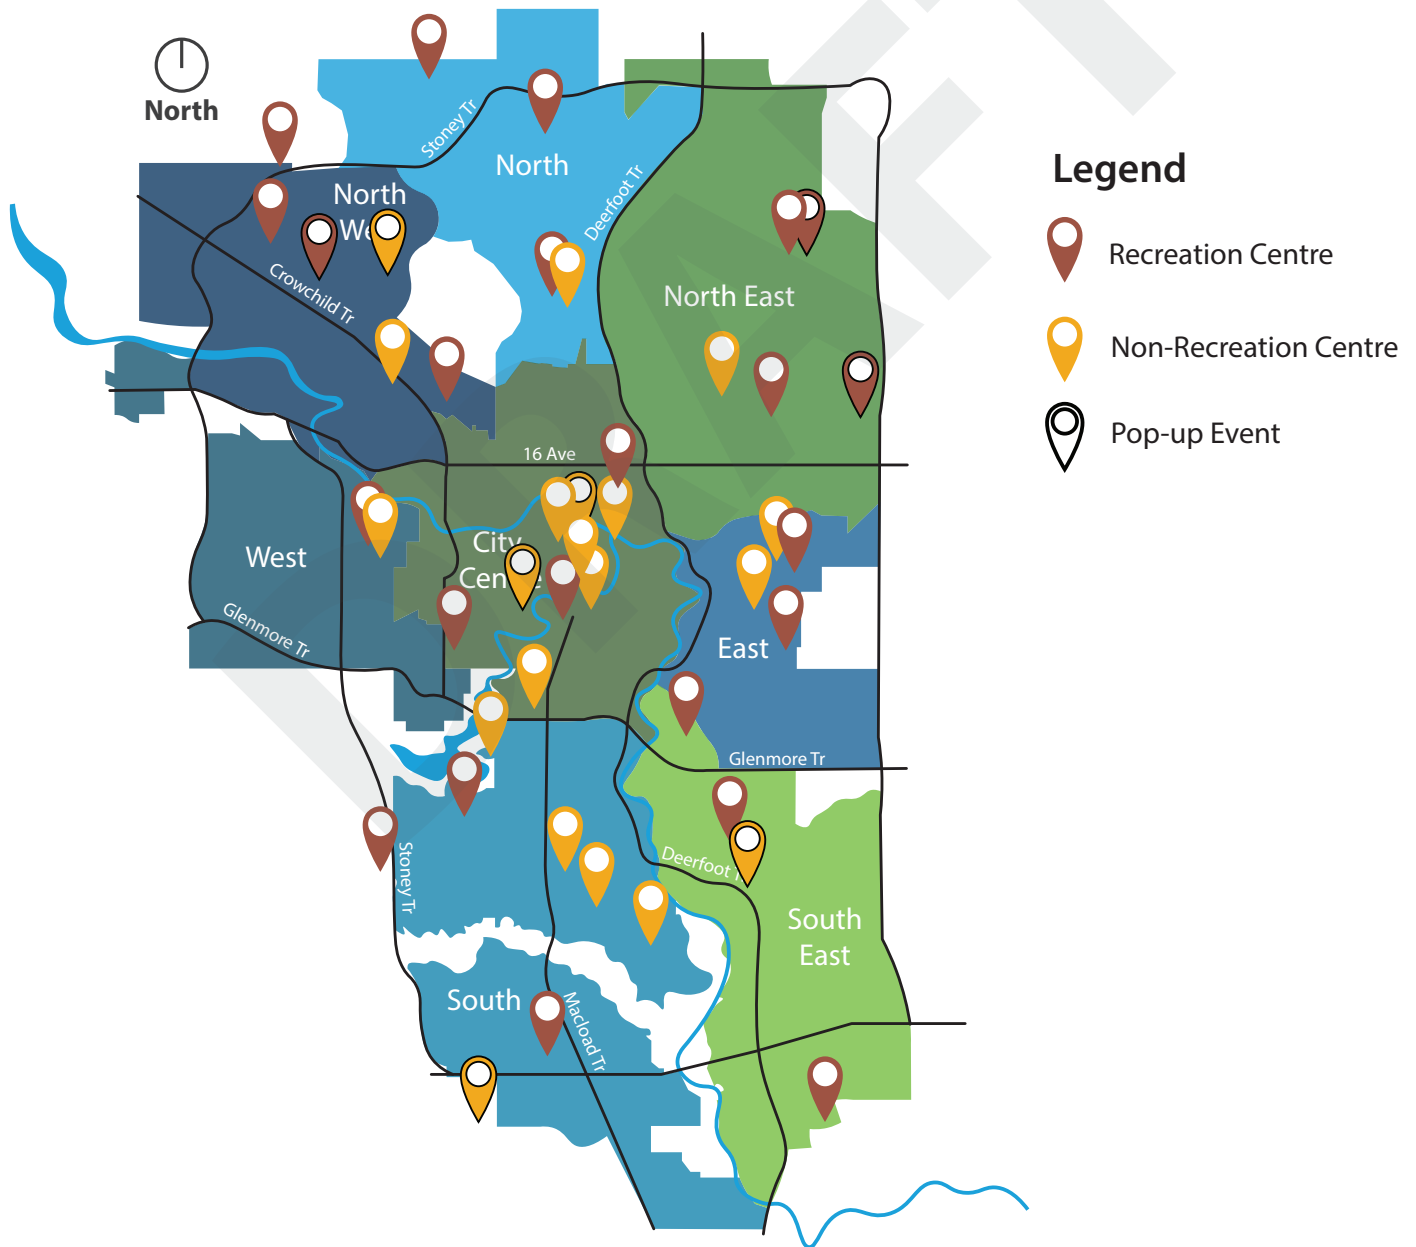 North
Stoney Tr
North
Deerfoot Tr
North
We
Crowchild Tr
North East
Legend
Recreation Centre
Non-Recreation Centre
Pop-up Event
16 Ave
City
Cen e
West
Glenmore Tr
East
Glenmore Tr
Stoney Tr
Deerfoot T
South
East
South
Macload Tr